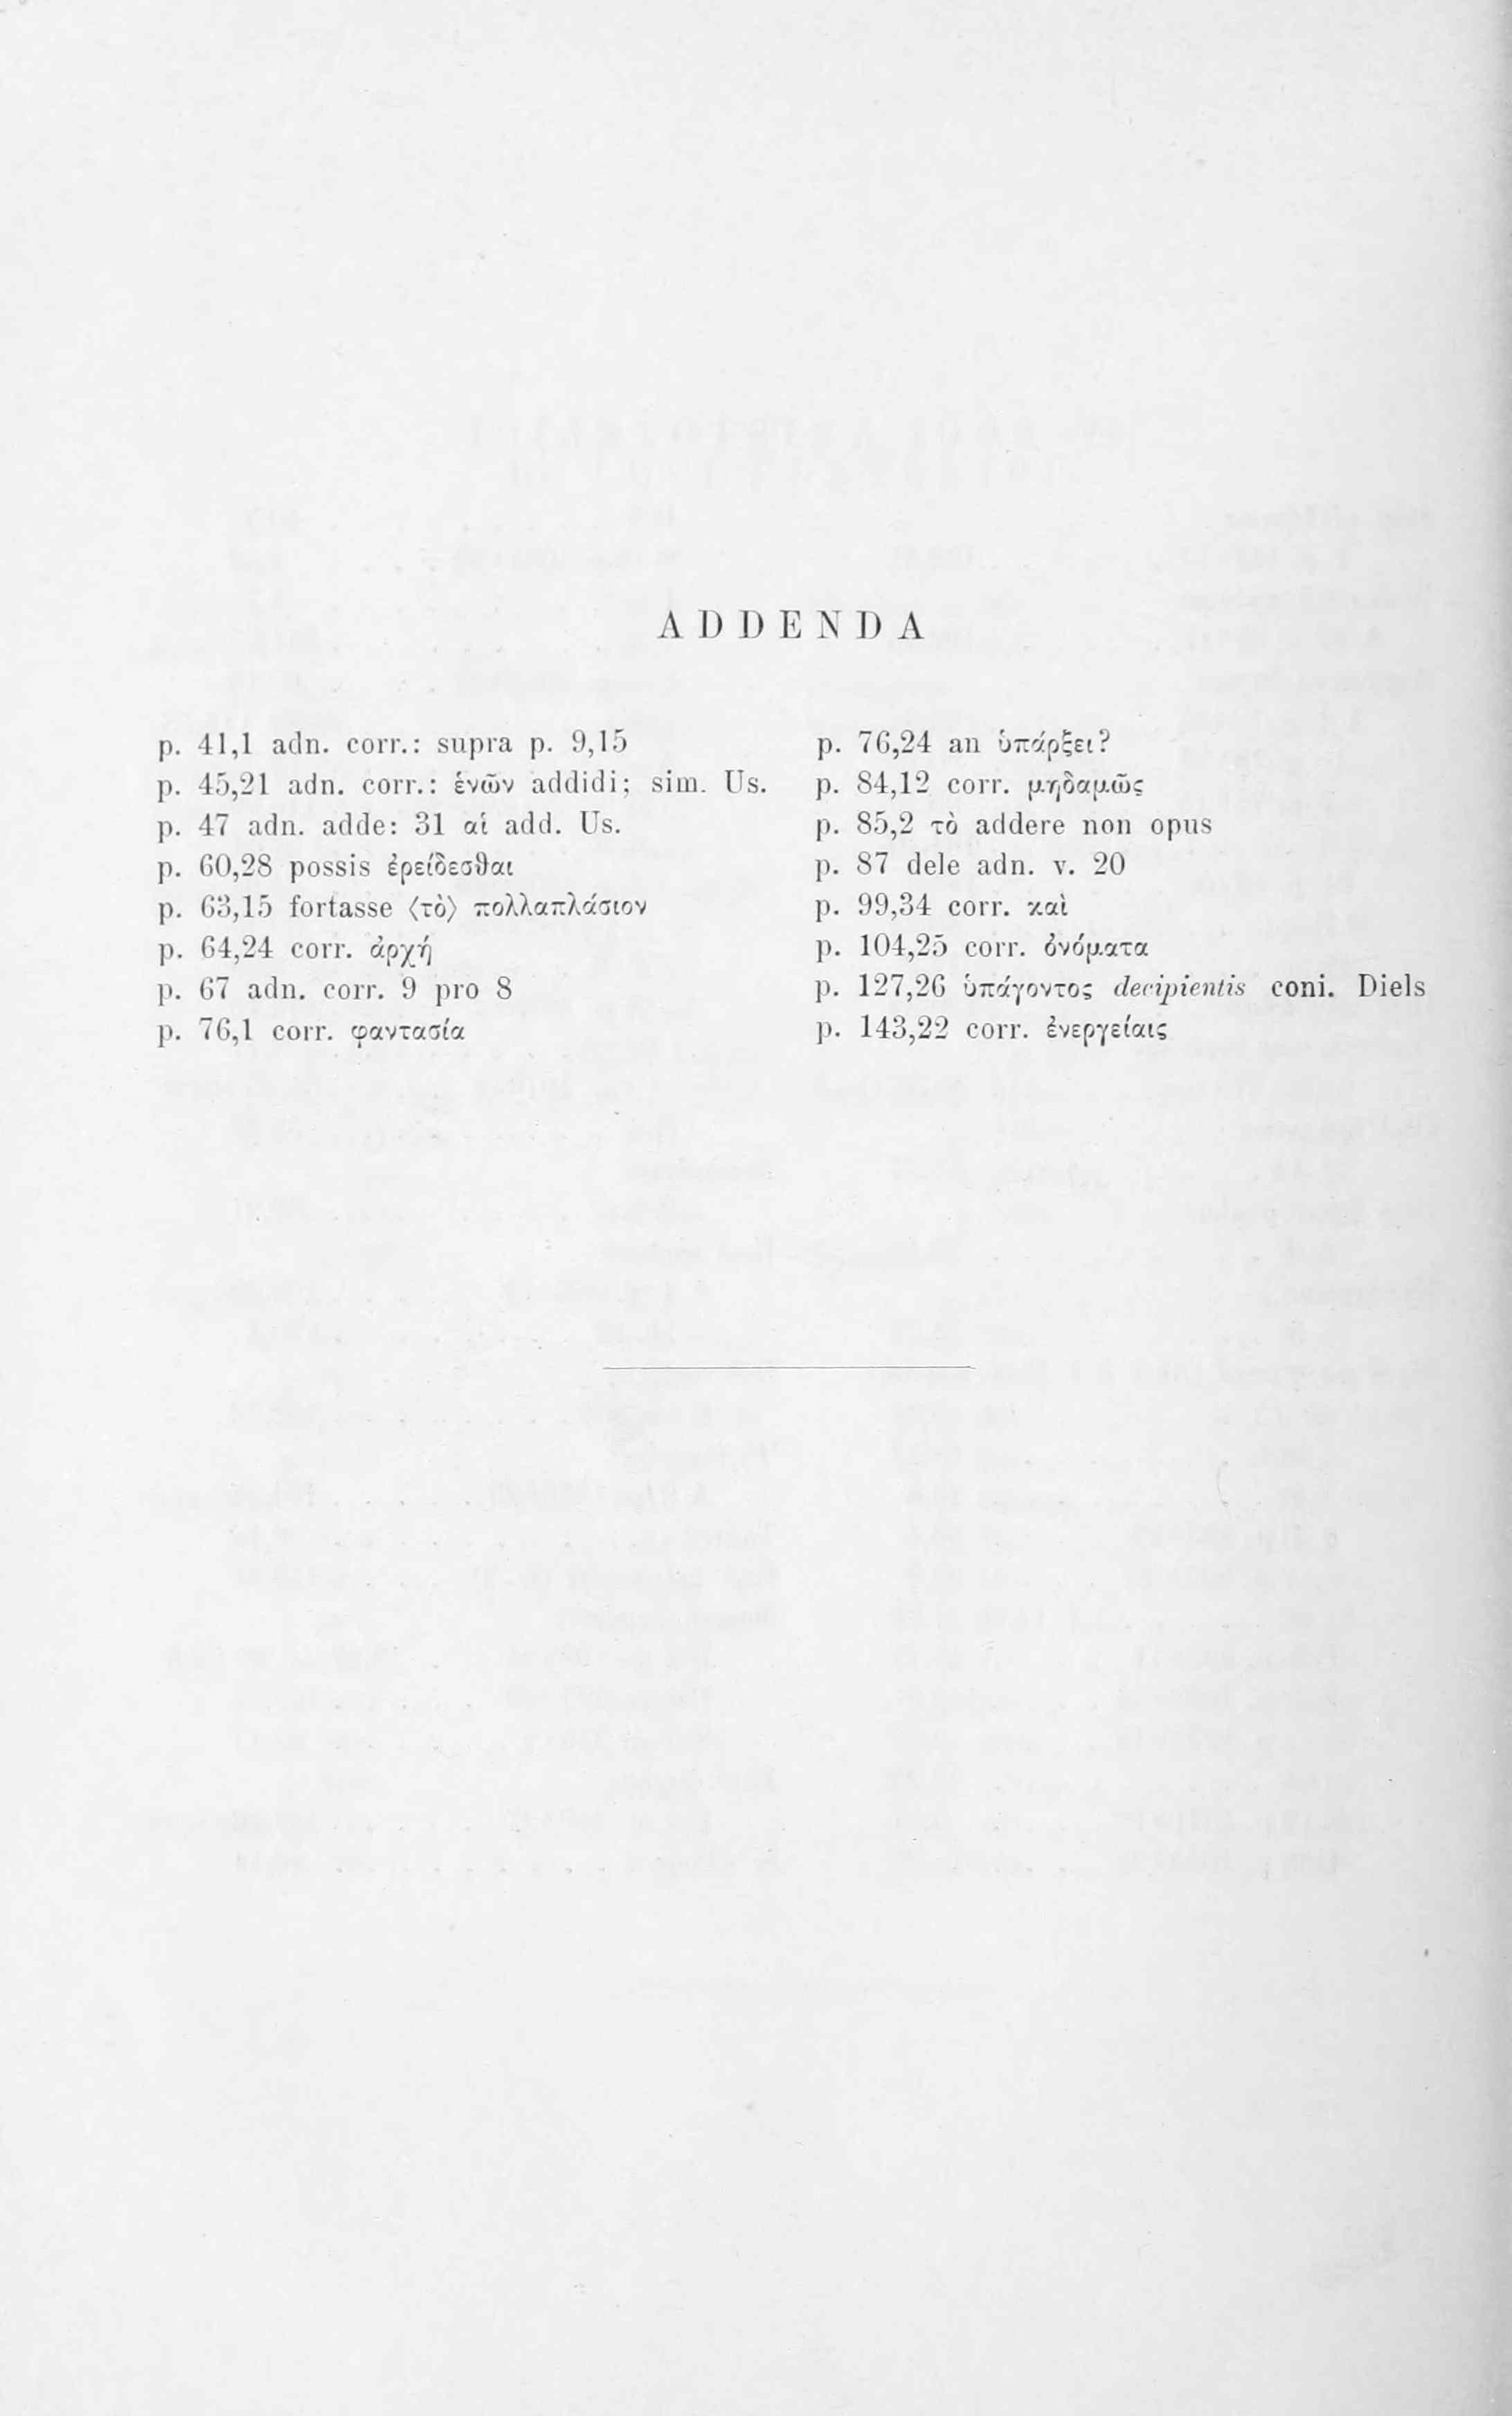 ADDENDA
p. 41,1 adn. corr.: supra p. 9,15
p. 45,21 adn. corr.: ἑνῶν addidi; sim. Us.
p. 47 adn. adde: 31 αἱ add. Us.
p. 60,28 possis ἐρείδεσϑαι
p. 63,15 fortasse ⟨τὸ⟩ πολλαπλάσιον
p. 64,24 corr. ἀρχή
p. 67 adn. corr. 9 pro 8
p. 76,1 corr. φαντασία
p. 76,24 an ὑπάρξει?
p. 84,12 corr. μηδαμῶς
p. 85,2 τὸ addere non opus
p. 87 dele adn. v. 20
p. 99,34 corr. καὶ
p. 104,25 corr. ὀνόματα
p. 127,26 ὑπάγοντος decipientis coni. Diels
p. 143,22 corr. ἐνεργείαις